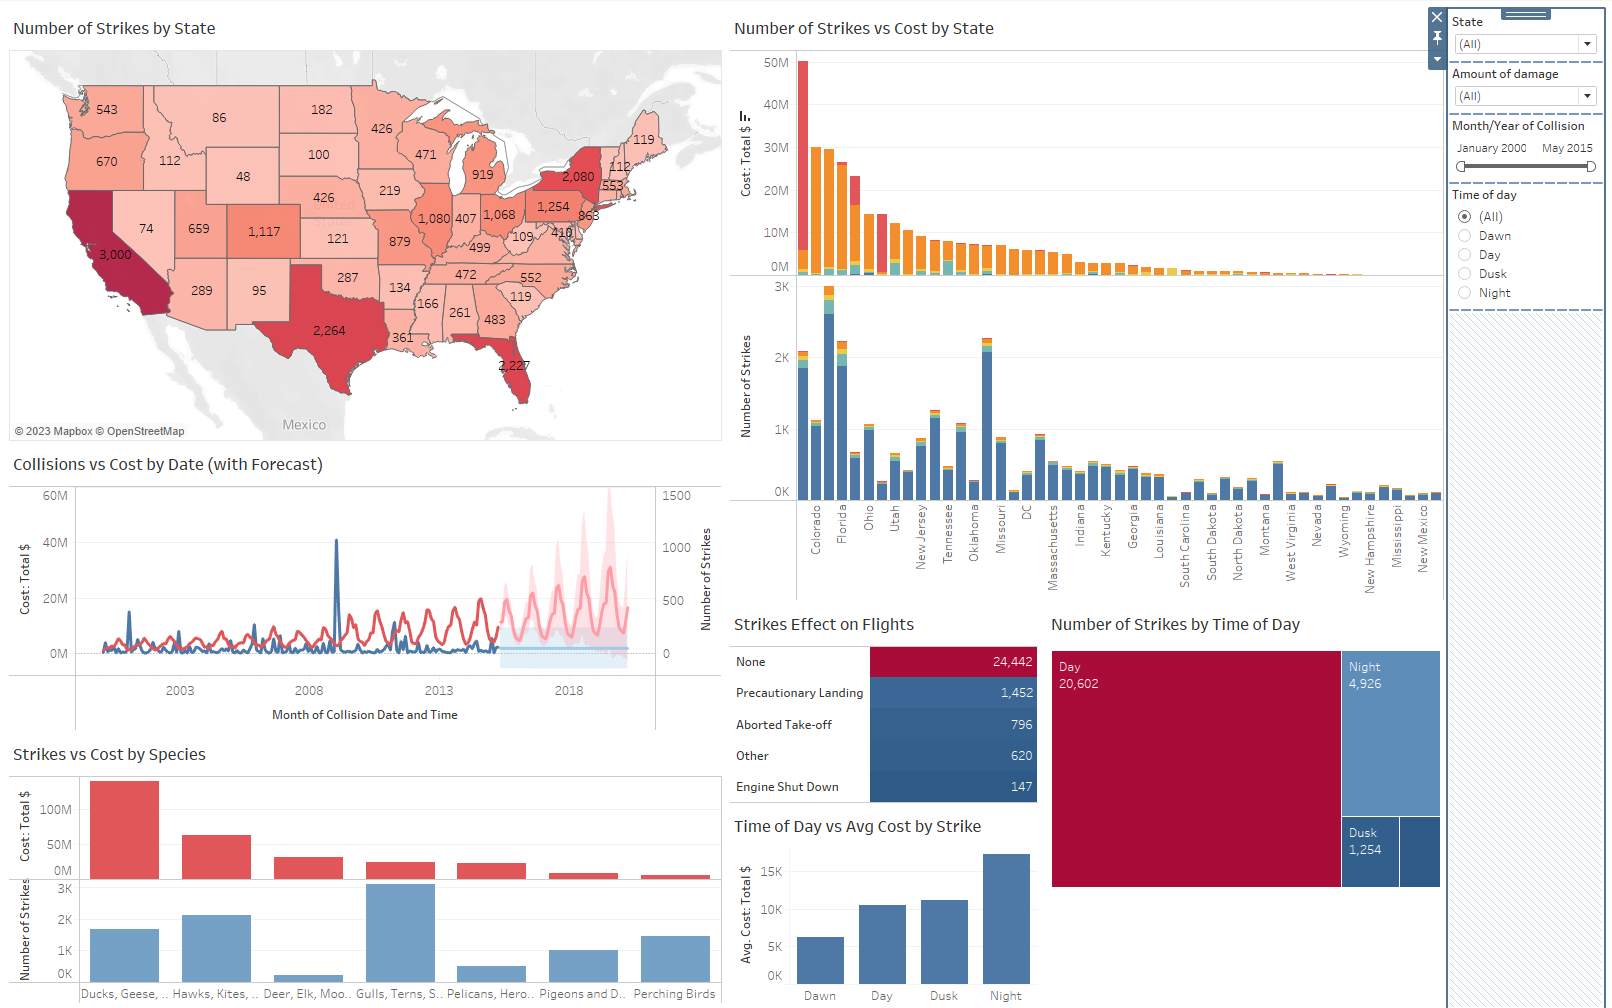 Number of Strikes by State
543
86
182
426
119
670
112
100
471
919
2,080
112
553
48
426
219
1,254
863
3,000
74
659
1,117
121
1,080
407
1,068
109
410
879
499
289
95
287
134
472
552
119
166
261
483
2,264
361
2,227
Mexico
© 2023 Mapbox © OpenStreetMap
Number of Strikes vs Cost by State
Cost: Total $
50M
40M
30M
20M
10M
0M
Number of Strikes
3K
2K
1K
0K
Colorado
Florida
Ohio
Utah
New Jersey
Tennessee
Oklahoma
Missouri
DC
Massachusetts
Indiana
Kentucky
Georgia
Louisiana
South Carolina
South Dakota
North Dakota
Montana
West Virginia
Nevada
Wyoming
New Hampshire
Mississippi
New Mexico
State
(All)
Amount of damage
(All)
Month/Year of Collision
January 2000 May 2015
Time of day
(All)
Dawn
Day
Dusk
Night
Collisions vs Cost by Date (with Forecast)
Cost: Total $
60M
40M
20M
0M
1500
1000
500
0
Number of Strikes
2003 2008 2013 2018
Month of Collision Date and Time
Strikes vs Cost by Species
Cost: Total $
100M
50M
0M
Number of Strikes
3K
2K
1K
0K
Ducks, Geese, .. Hawks, Kites, .. Deer, Elk, Moo.. Gulls, Terns, S.. Pelicans, Hero.. Pigeons and D.. Perching Birds
Strikes Effect on Flights
None 24,442
Precautionary Landing 1,452
Aborted Take-off 796
Other 620
Engine Shut Down 147
Time of Day vs Avg Cost by Strike
Avg. Cost: Total $
15K
10K
5K
0K
Dawn Day Dusk Night
Number of Strikes by Time of Day
Day
20,602
Night
4,926
Dusk
1,254